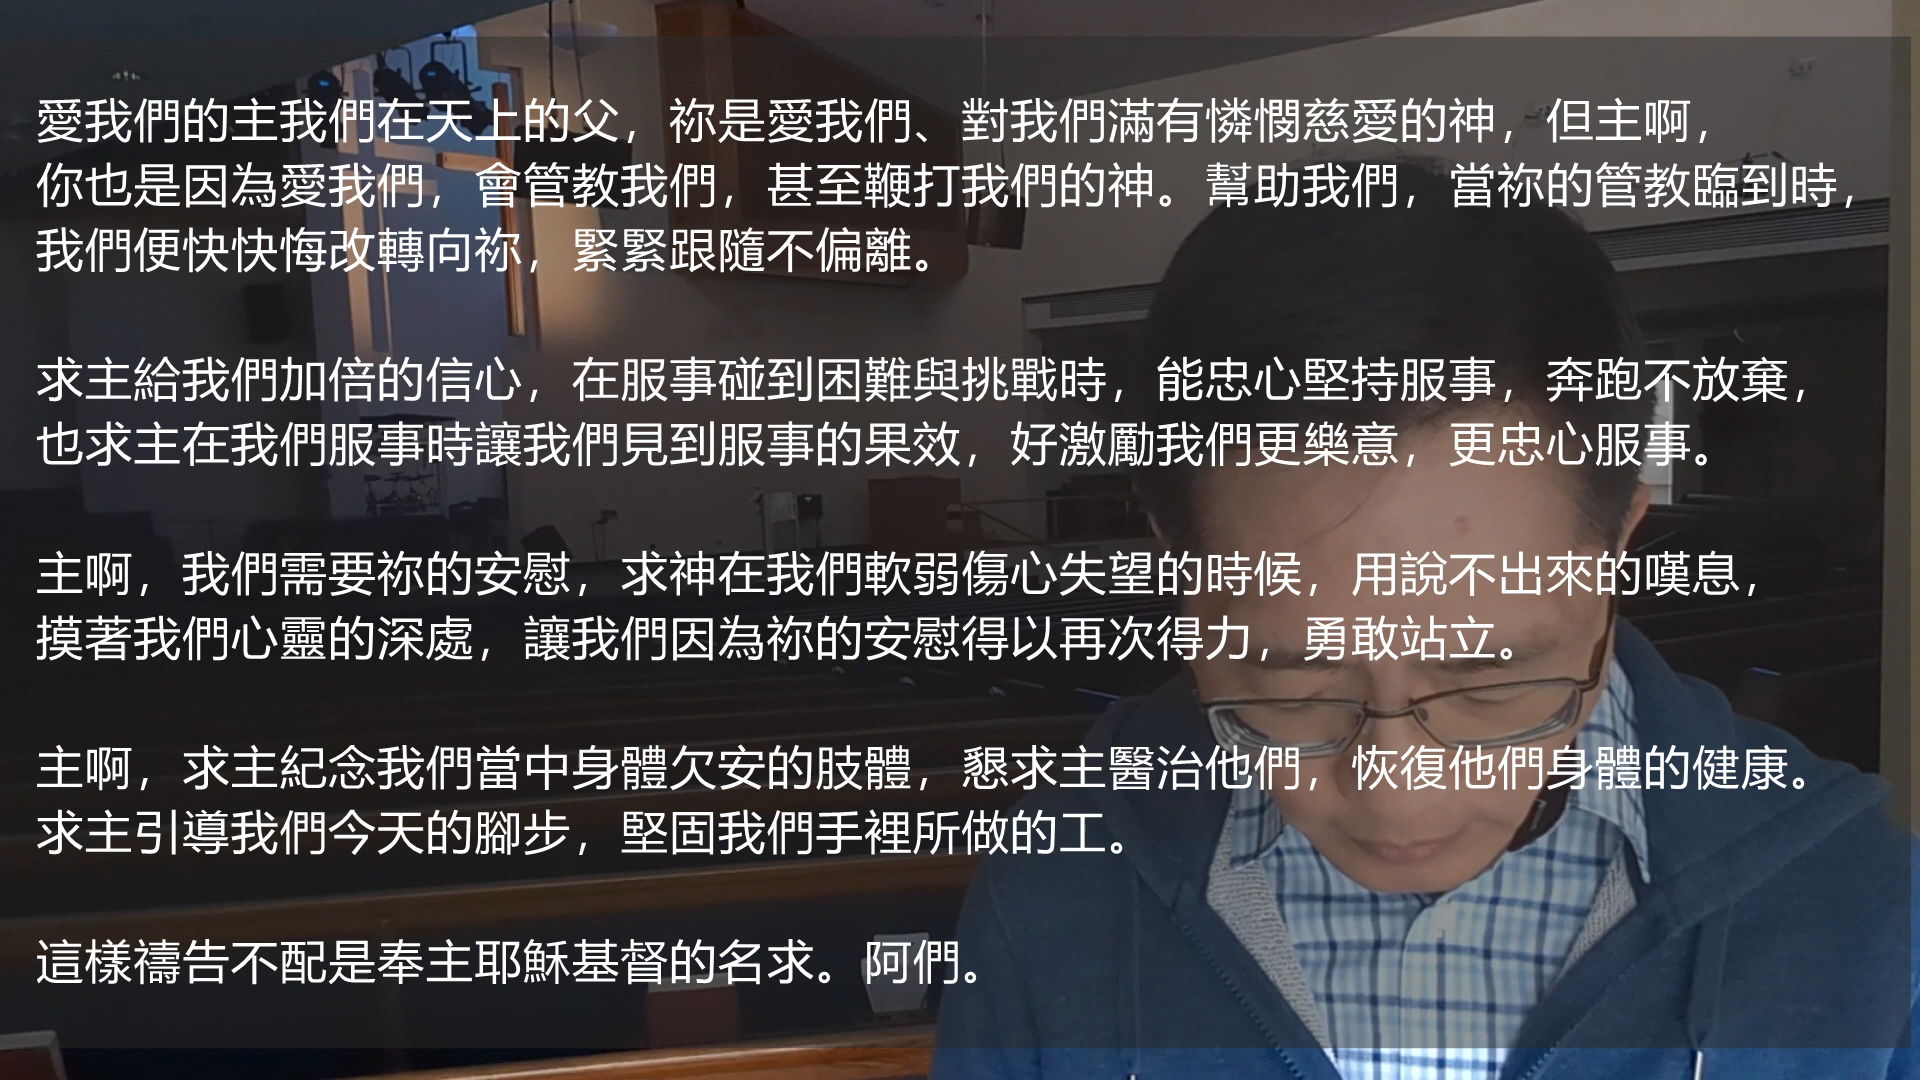 愛我們的主我們在天上的父，祢是愛我們、對我們滿有憐憫慈愛的神，但主啊，
你也是因為愛我們，會管教我們，甚至鞭打我們的神。幫助我們，當祢的管教臨到時，
我們便快快悔改轉向祢，緊緊跟隨不偏離。
求主給我們加倍的信心，在服事碰到困難與挑戰時，能忠心堅持服事，奔跑不放棄，
也求主在我們服事時讓我們見到服事的果效，好激勵我們更樂意，更忠心服事。
主啊，我們需要祢的安慰，求神在我們軟弱傷心失望的時候，用說不出來的嘆息，
摸著我們心靈的深處，讓我們因為祢的安慰得以再次得力，勇敢站立。
主啊，求主紀念我們當中身體欠安的肢體，懇求主醫治他們，恢復他們身體的健康。
求主引導我們今天的腳步，堅固我們手裡所做的工。
這樣禱告不配是奉主耶穌基督的名求。阿們。